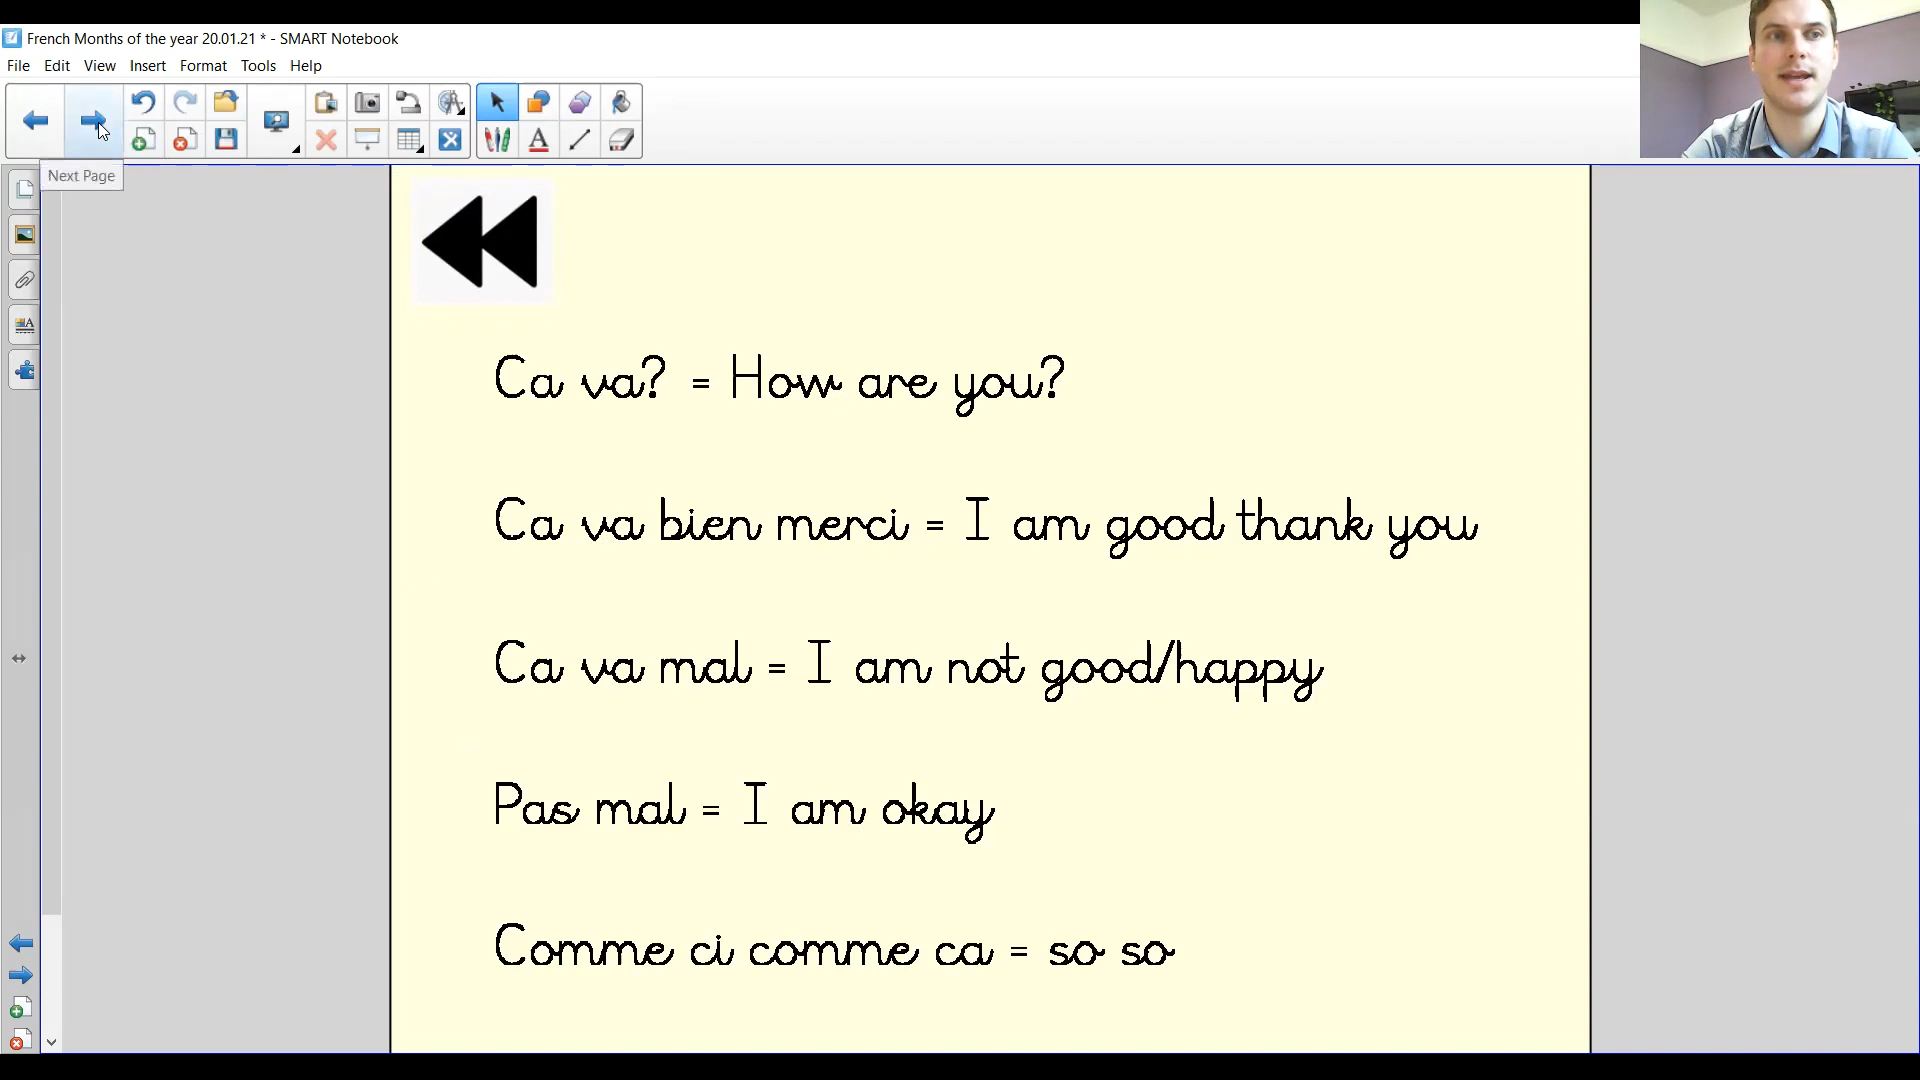 French Months of the year 20.01.21 * - SMART Notebook
File Edit View Insert Format Tools Help
Next Page
Ca va? = How are you?
Ca va bien merci = I am good thank you
Ca va mal = I am not good/happy
Pas mal = I am okay
Comme ci comme ca = so so